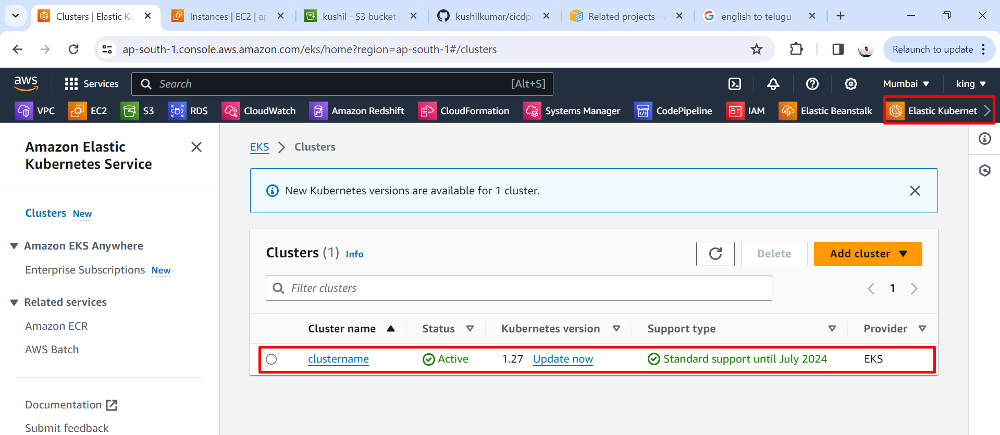 Clusters | Elastic Ku
Instances | EC2 | ap
kushil - S3 bucket |
kushilkumar/cicdpi
Related projects - A
english to telugu -
ap-south-1.console.aws.amazon.com/eks/home?region=ap-south-1#/clusters
Relaunch to update
aws
Services
Search
[Alt+S]
Mumbai
king
VPC
EC2
S3
RDS
CloudWatch
Amazon Redshift
CloudFormation
Systems Manager
CodePipeline
IAM
Elastic Beanstalk
Elastic Kubernet
Amazon Elastic
Kubernetes Service
Clusters New
Amazon EKS Anywhere
Enterprise Subscriptions New
Related services
Amazon ECR
AWS Batch
Documentation
Submit feedback
EKS > Clusters
New Kubernetes versions are available for 1 cluster.
Clusters (1) Info
Delete
Add cluster
Filter clusters
1
Cluster name
Status
Kubernetes version
Support type
Provider
clustername
Active
1.27 Update now
Standard support until July 2024
EKS